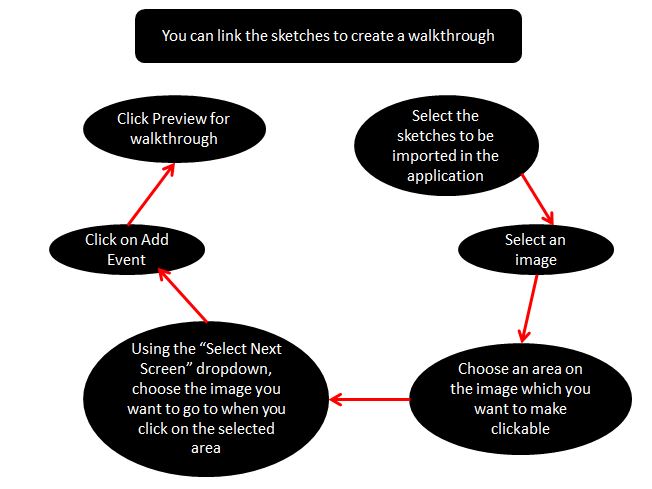 You can link the sketches to create a walkthrough
Select the
sketches to be
imported in the
application
Select an
image
Choose an area on
the image which you
want to make
clickable
Using the “Select Next
Screen” dropdown,
choose the image you
want to go to when you
click on the selected
area
Click on Add
Event
Click Preview for
walkthrough